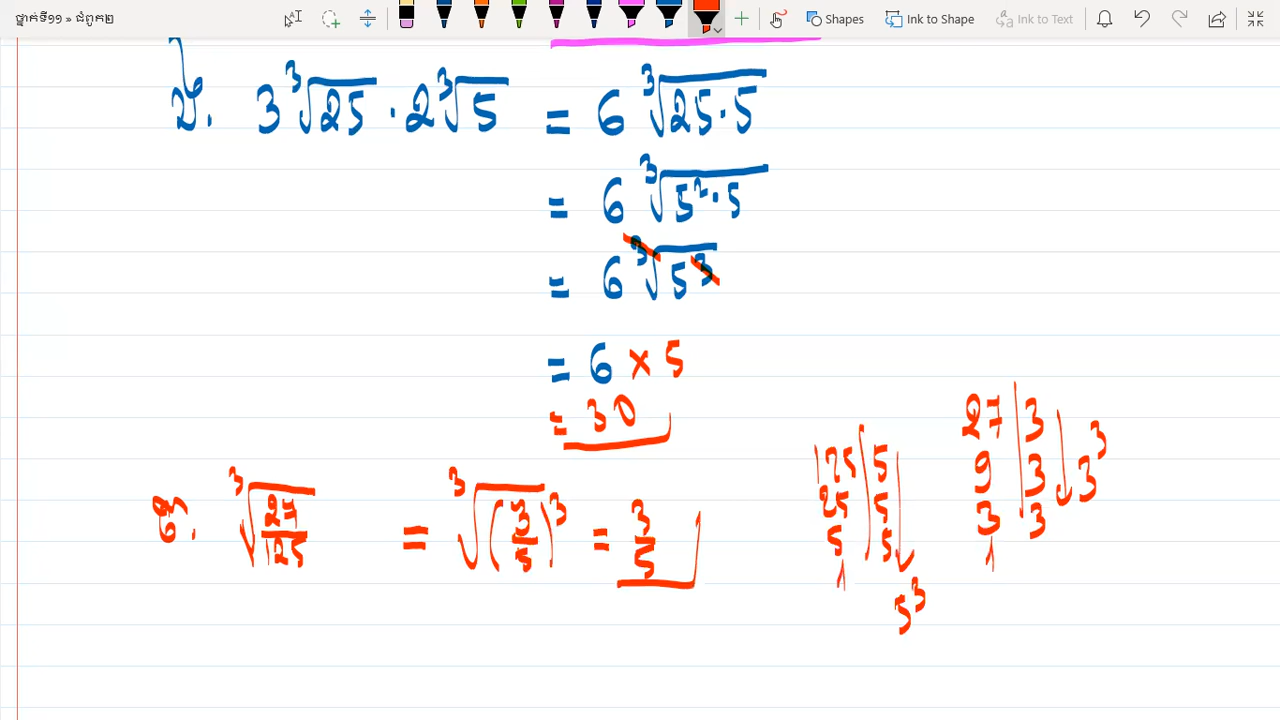 ថ្នាក់ទី១១ » ជំពូក២
Shapes Ink to Shape Ink to Text
ឃ. 3∛25 · 2∛5 = 6∛(25·5)
= 6∛(5²·5)
= 6∛5³
= 6 × 5
= 30
ង. ∛(27/125) = ∛(3/5)³ = 3/5
125 | 5
25 | 5
5 | 5
1
5³
27 | 3
9 | 3
3 | 3
1
3³